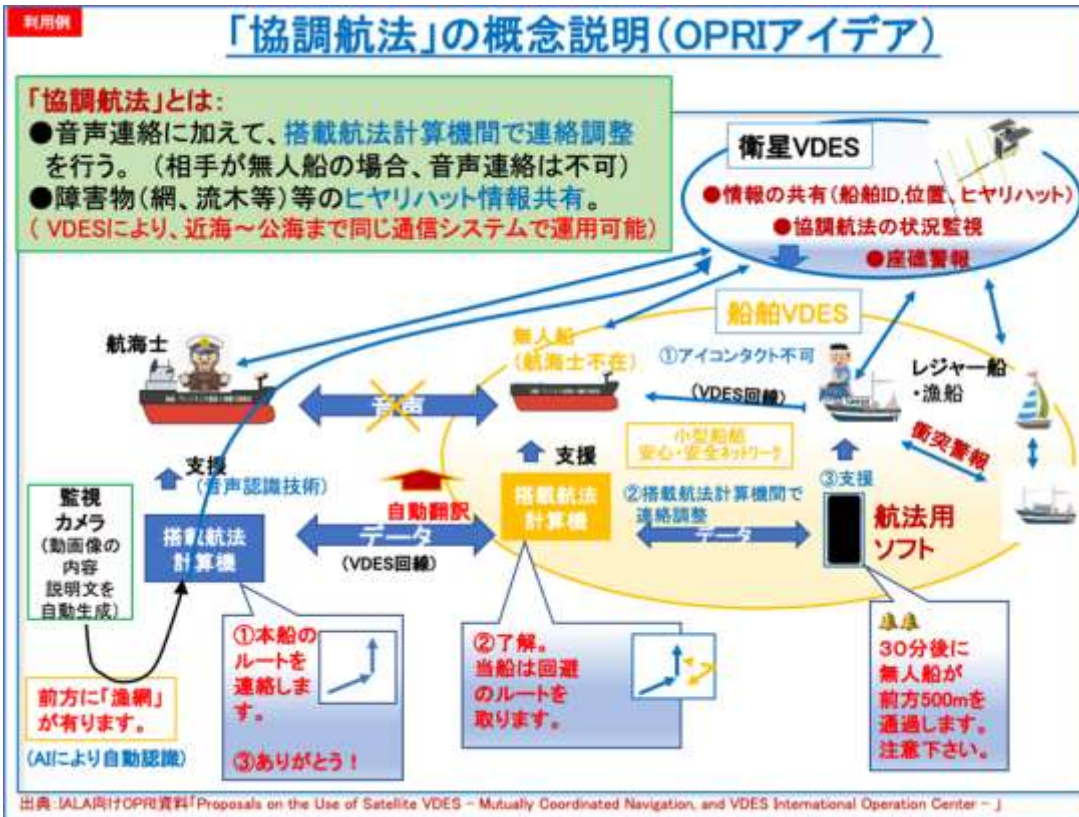 利用例
「協調航法」の概念説明(OPRIアイデア)
「協調航法」とは:
●音声連絡に加えて、搭載航法計算機間で連絡調整
を行う。(相手が無人船の場合、音声連絡は不可)
●障害物(網、流木等)等のヒヤリハット情報共有。
( VDESにより、近海~公海まで同じ通信システムで運用可能)
衛星VDES
●情報の共有(船舶ID,位置、ヒヤリハット)
●協調航法の状況監視
●座礁警報
船舶VDES
航海士
無人船
(航海士不在)
①アイコンタクト不可
(VDES回線)
レジャー船
・漁船
音声
小型船舶
安心・安全ネットワーク
衝突警報
支援
(音声認識技術)
支援
③支援
自動翻訳
②搭載航法計算機間で
連絡調整
監視
カメラ
(動画像の
内容
説明文を
自動生成)
搭載航法
計算機
データ
(VDES回線)
搭載航法
計算機
データ
航法用
ソフト
①本船の
ルートを
連絡しま
す。
③ありがとう!
②了解。
当船は回避
のルートを
取ります。
30分後に
無人船が
前方500mを
通過します。
注意下さい。
前方に「漁網」
が有ります。
(AIにより自動認識)
出典:IALA向けOPRI資料「Proposals on the Use of Satellite VDES – Mutually Coordinated Navigation, and VDES International Operation Center – 」